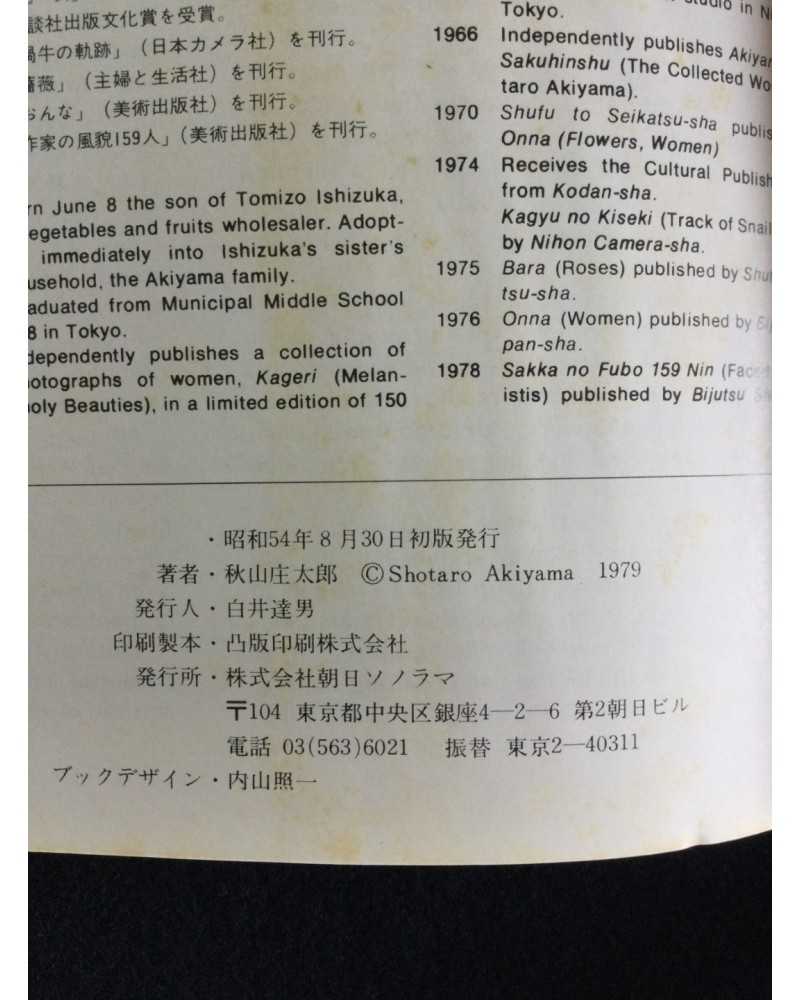 談社出版文化賞を受賞。
蝸牛の軌跡」(日本カメラ社)を刊行。
薔薇」(主婦と生活社)を刊行。
おんな」(美術出版社)を刊行。
作家の風貌159人」(美術出版社)を刊行。
rn June 8 the son of Tomizo Ishizuka,
egetables and fruits wholesaler. Adopt-
immediately into Ishizuka's sister's
usehold, the Akiyama family.
aduated from Municipal Middle School
8 in Tokyo.
dependently publishes a collection of
hotographs of women, Kageri (Melan-
holy Beauties), in a limited edition of 150
studio in Ni
Tokyo.
1966 Independently publishes Akiyam
Sakuhinshu (The Collected Wo
taro Akiyama).
1970 Shufu to Seikatsu-sha publis
Onna (Flowers, Women)
1974 Receives the Cultural Publish
from Kodan-sha.
Kagyu no Kiseki (Track of Snail
by Nihon Camera-sha.
1975 Bara (Roses) published by Shu
tsu-sha.
1976 Onna (Women) published by Bij
pan-sha.
1978 Sakka no Fubo 159 Nin (Face
istis) published by Bijutsu
・昭和54年8月30日初版発行
著者・秋山庄太郎 ©Shotaro Akiyama 1979
発行人・白井達男
印刷製本・凸版印刷株式会社
発行所・株式会社朝日ソノラマ
〒104 東京都中央区銀座4―2―6 第2朝日ビル
電話 03(563)6021 振替 東京2―40311
ブックデザイン・内山照一